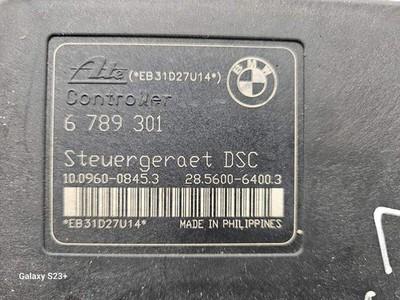 Ate (*EB31D27U14*)
BMW
Controller
6 789 301
Steuergeraet DSC
10.0960-0845.3 28.5600-6400.3
*EB31D27U14* MADE IN PHILIPPINES
Galaxy S23+